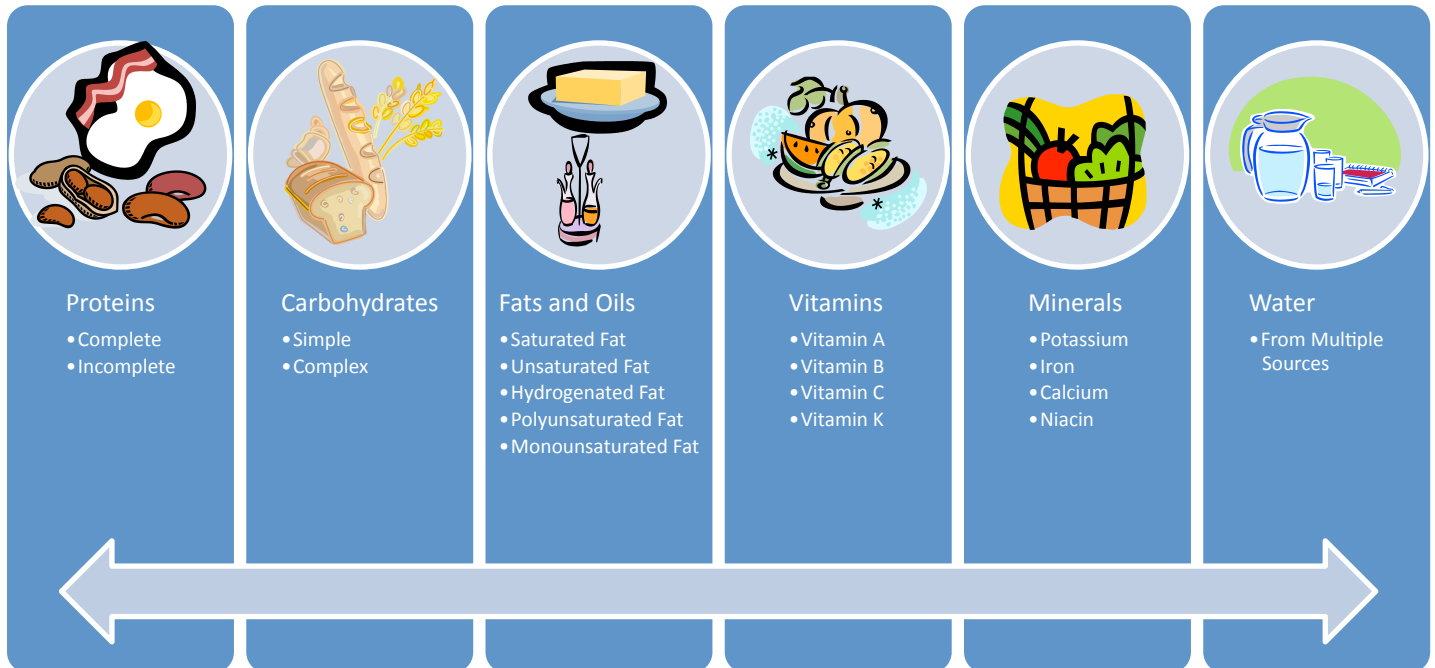 Proteins
•Complete
•Incomplete
Carbohydrates
•Simple
•Complex
Fats and Oils
•Saturated Fat
•Unsaturated Fat
•Hydrogenated Fat
•Polyunsaturated Fat
•Monounsaturated Fat
Vitamins
•Vitamin A
•Vitamin B
•Vitamin C
•Vitamin K
Minerals
•Potassium
•Iron
•Calcium
•Niacin
Water
•From Multiple
Sources